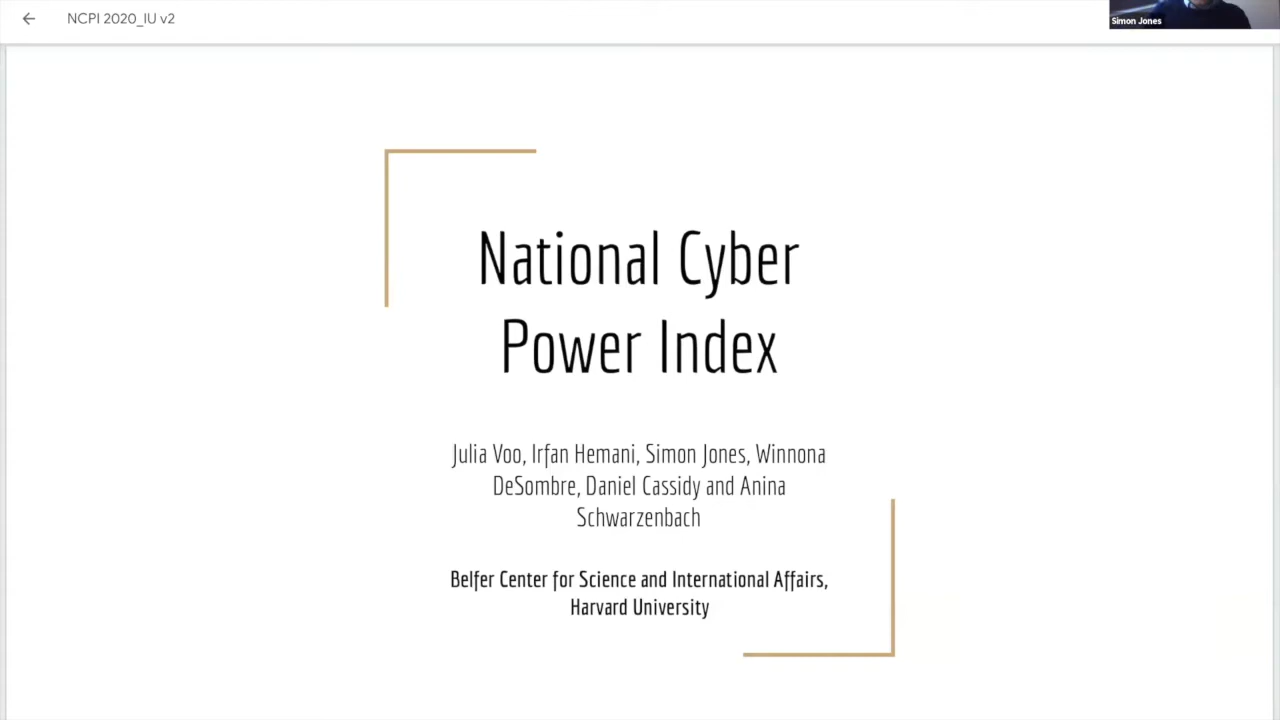 NCPI 2020_IU v2
Simon Jones
National Cyber
Power Index
Julia Voo, Irfan Hemani, Simon Jones, Winnona
DeSombre, Daniel Cassidy and Anina
Schwarzenbach
Belfer Center for Science and International Affairs,
Harvard University